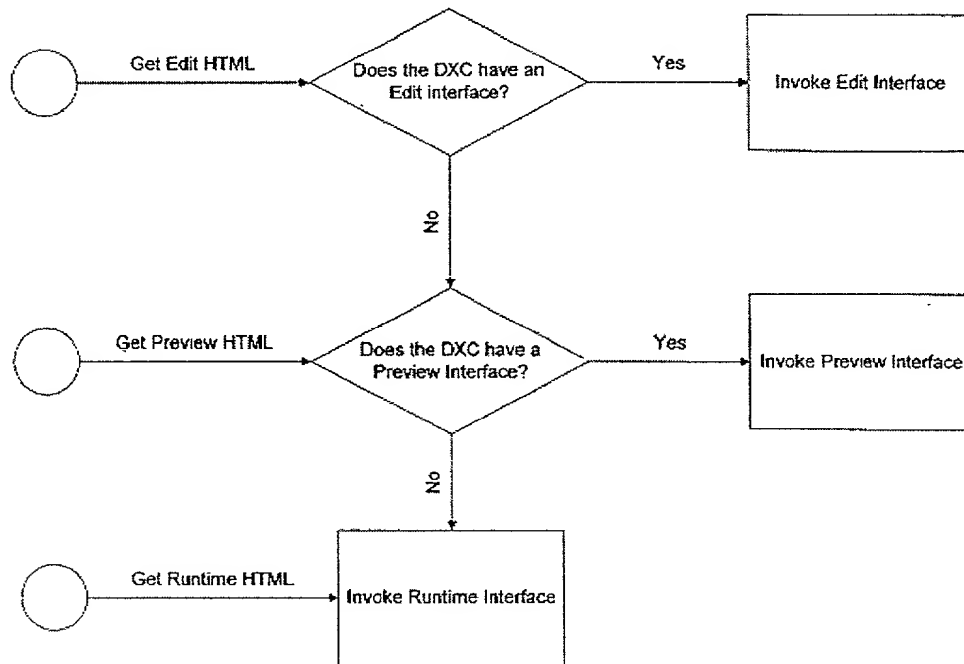 Get Edit HTML
Does the DXC have an
Edit interface?
Yes
Invoke Edit Interface
No
Get Preview HTML
Does the DXC have a
Preview Interface?
Yes
Invoke Preview Interface
No
Get Runtime HTML
Invoke Runtime Interface